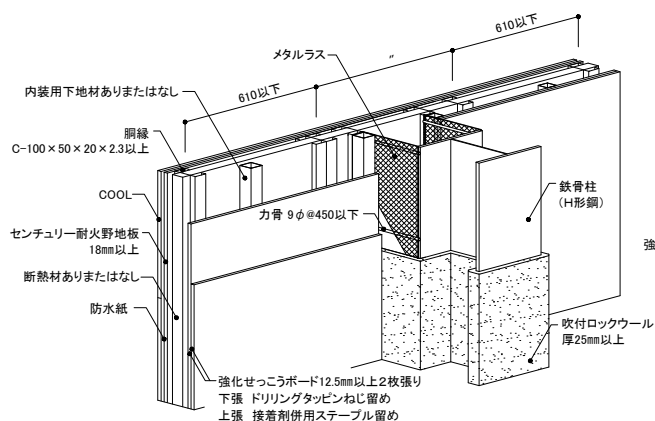 610以下
〃
610以下
メタルラス
内装用下地材ありまたはなし
胴縁
C-100×50×20×2.3以上
COOL
センチュリー耐火野地板
18mm以上
断熱材ありまたはなし
防水紙
力骨 9φ@450以下
鉄骨柱
(H形鋼)
強
吹付ロックウール
厚25mm以上
強化せっこうボード12.5mm以上2枚張り
下張 ドリリングタッピンねじ留め
上張 接着剤併用ステープル留め